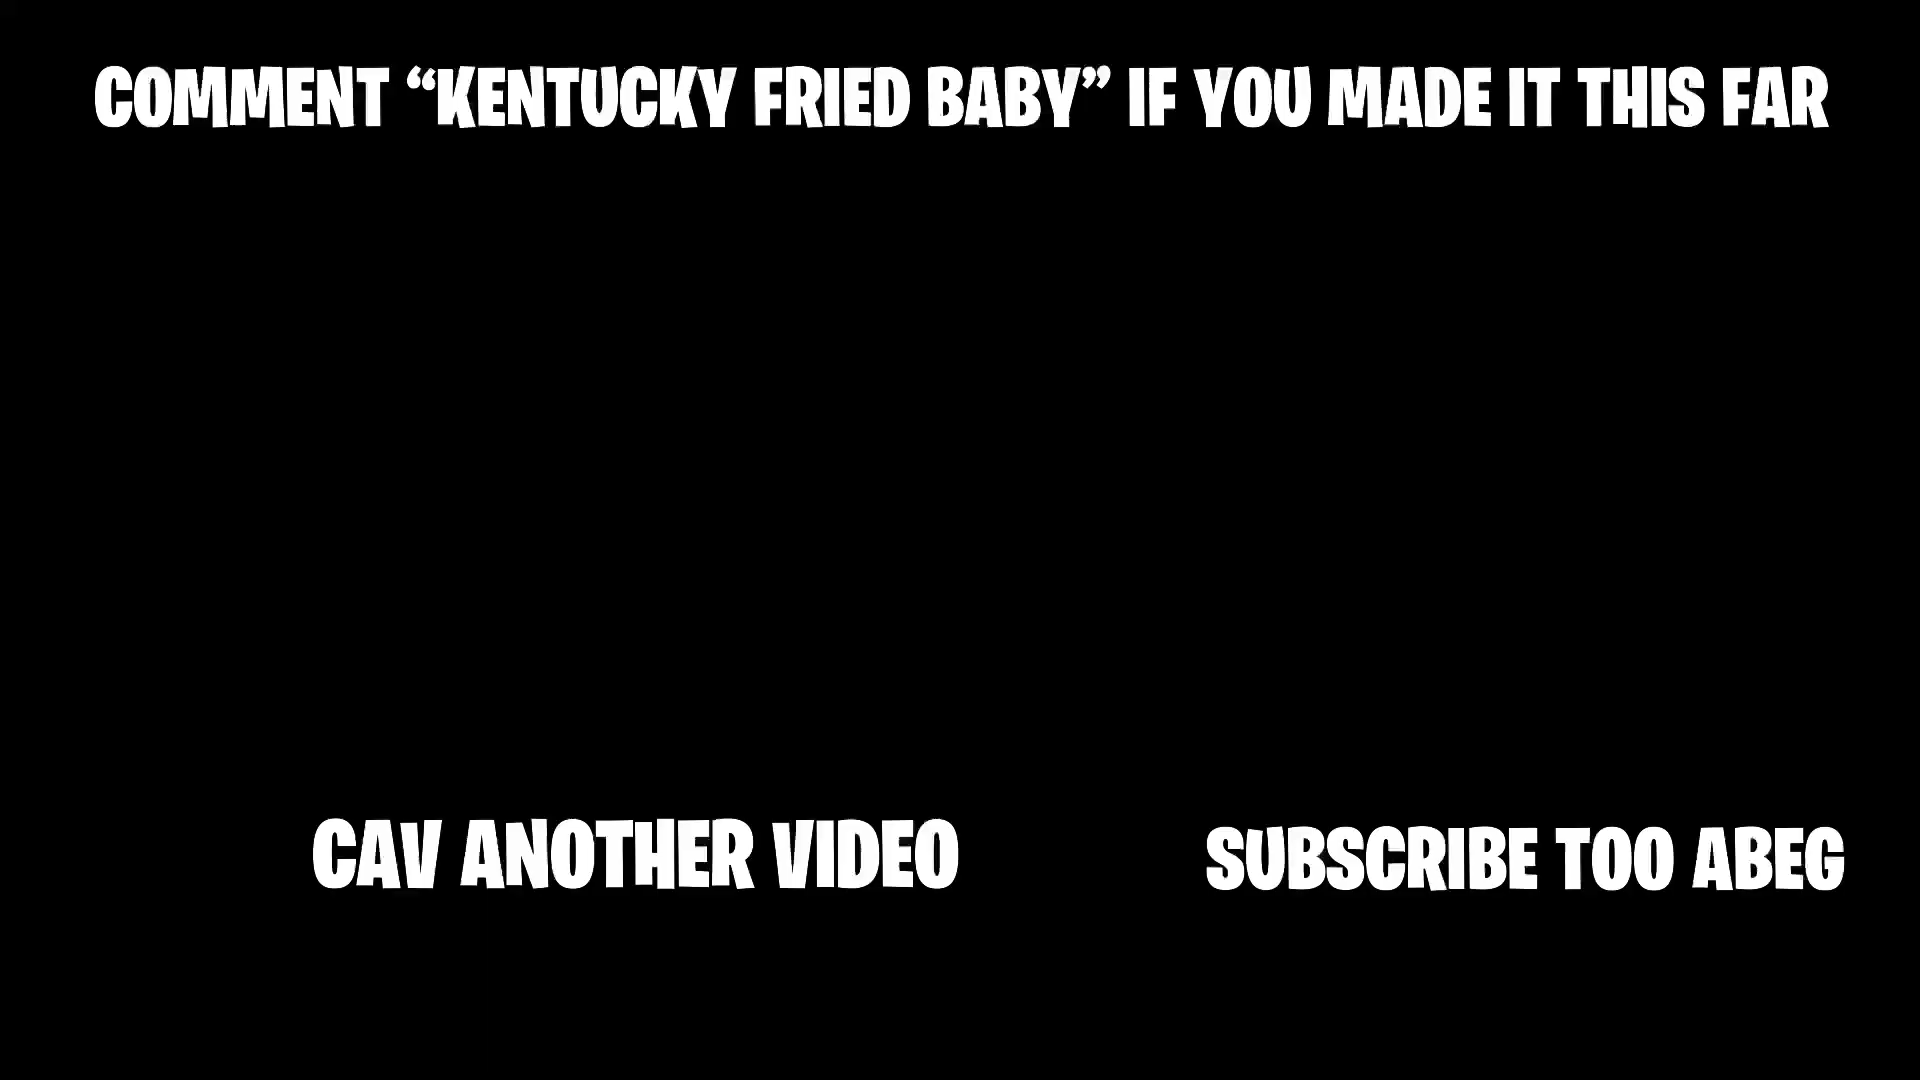 COMMENT “KENTUCKY FRIED BABY” IF YOU MADE IT THIS FAR
CAV ANOTHER VIDEO
SUBSCRIBE TOO ABEG